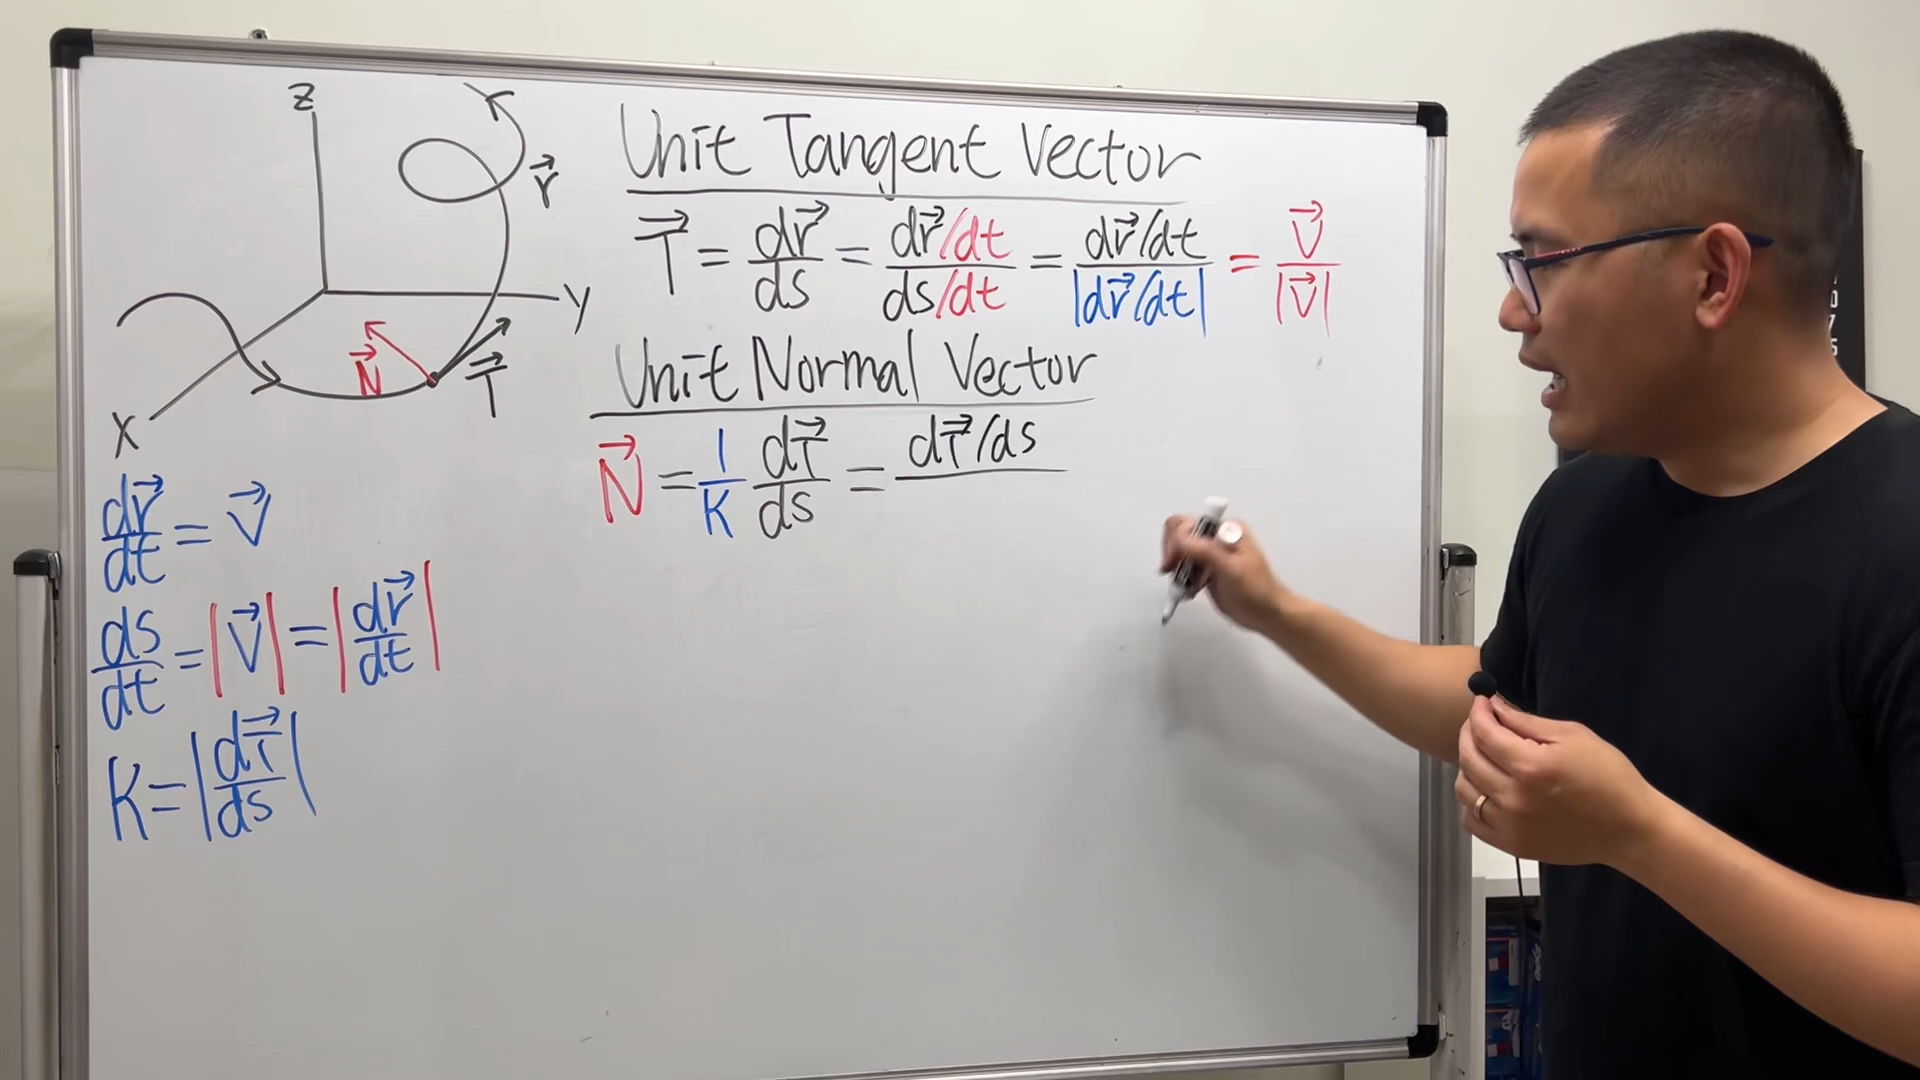 z
r⃗
y
N⃗
T⃗
x
Unit Tangent Vector
T⃗ = dr⃗/ds = (dr⃗/dt)/(ds/dt) = (dr⃗/dt)/|dr⃗/dt| = v⃗/|v⃗|
Unit Normal Vector
N⃗ = 1/K dT⃗/ds = dT⃗/ds
dr⃗/dt = v⃗
ds/dt = |v⃗| = |dr⃗/dt|
K = |dT⃗/ds|